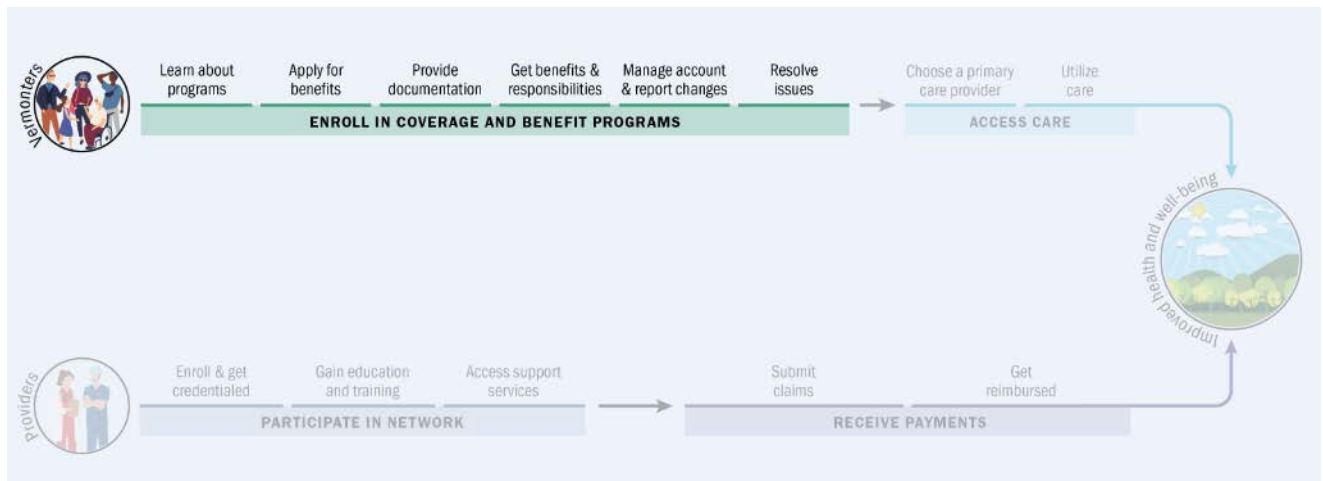 Vermonters
Learn about
programs
Apply for
benefits
Provide
documentation
Get benefits &
responsibilities
Manage account
& report changes
Resolve
issues
ENROLL IN COVERAGE AND BENEFIT PROGRAMS
Choose a primary
care provider
Utilize
care
ACCESS CARE
Improved health and well-being
Providers
Enroll & get
credentialed
Gain education
and training
Access support
services
PARTICIPATE IN NETWORK
Submit
claims
Get
reimbursed
RECEIVE PAYMENTS